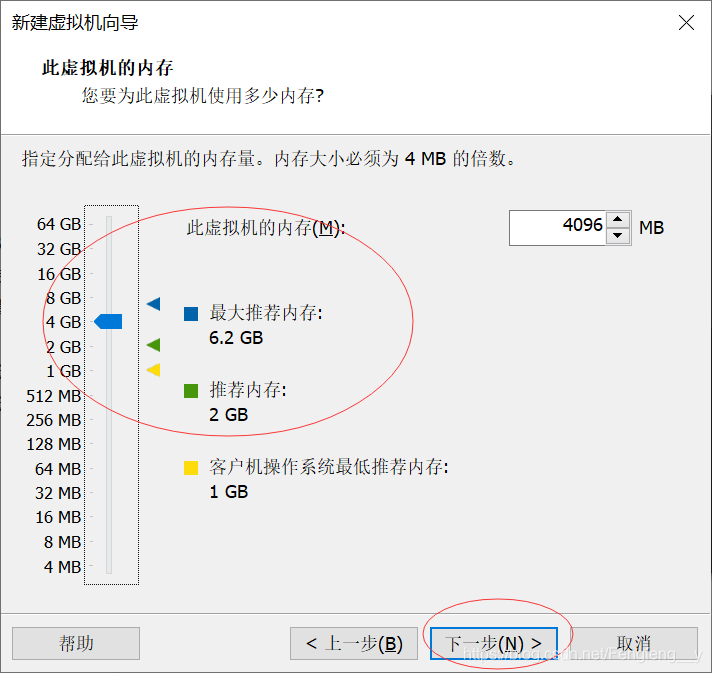 新建虚拟机向导
此虚拟机的内存
您要为此虚拟机使用多少内存?
指定分配给此虚拟机的内存量。内存大小必须为 4 MB 的倍数。
64 GB
32 GB
16 GB
8 GB
4 GB
2 GB
1 GB
512 MB
256 MB
128 MB
64 MB
32 MB
16 MB
8 MB
4 MB
此虚拟机的内存(M):
4096 MB
最大推荐内存:
6.2 GB
推荐内存:
2 GB
客户机操作系统最低推荐内存:
1 GB
帮助
< 上一步(B)
下一步(N) >
取消
https://blog.csdn.net/Fengfeng__y